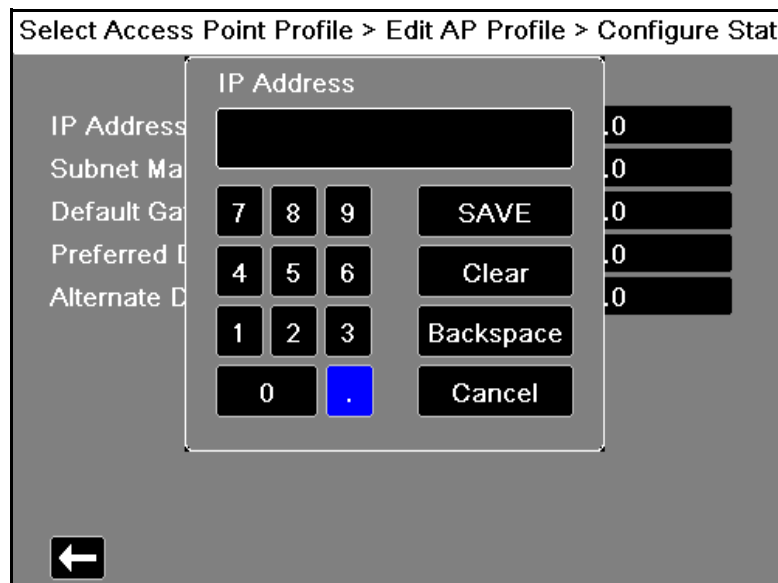 Select Access Point Profile > Edit AP Profile > Configure Stat
IP Address
IP Address .0
Subnet Ma .0
Default Ga .0
Preferred .0
Alternate .0
7 8 9 SAVE
4 5 6 Clear
1 2 3 Backspace
0 . Cancel